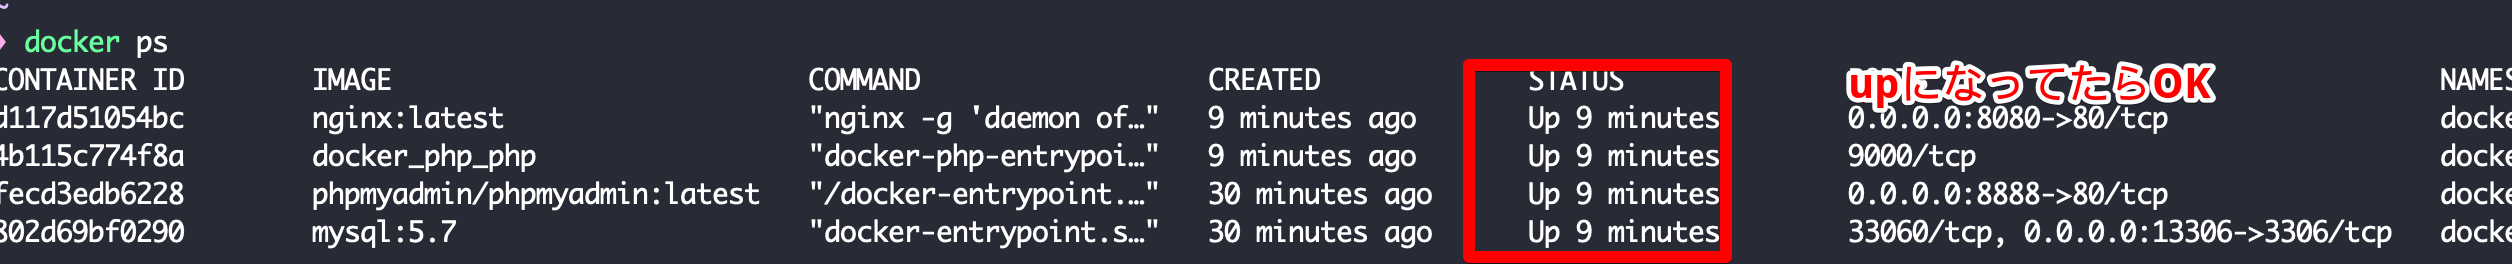 docker ps
CONTAINER ID IMAGE COMMAND CREATED STATUS upになってたらOK NAMES
d117d51054bc nginx:latest "nginx -g 'daemon of…" 9 minutes ago Up 9 minutes 0.0.0.0:8080->80/tcp docke
4b115c774f8a docker_php_php "docker-php-entrypoi…" 9 minutes ago Up 9 minutes 9000/tcp docke
fecd3edb6228 phpmyadmin/phpmyadmin:latest "/docker-entrypoint.…" 30 minutes ago Up 9 minutes 0.0.0.0:8888->80/tcp docke
802d69bf0290 mysql:5.7 "docker-entrypoint.s…" 30 minutes ago Up 9 minutes 33060/tcp, 0.0.0.0:13306->3306/tcp docke